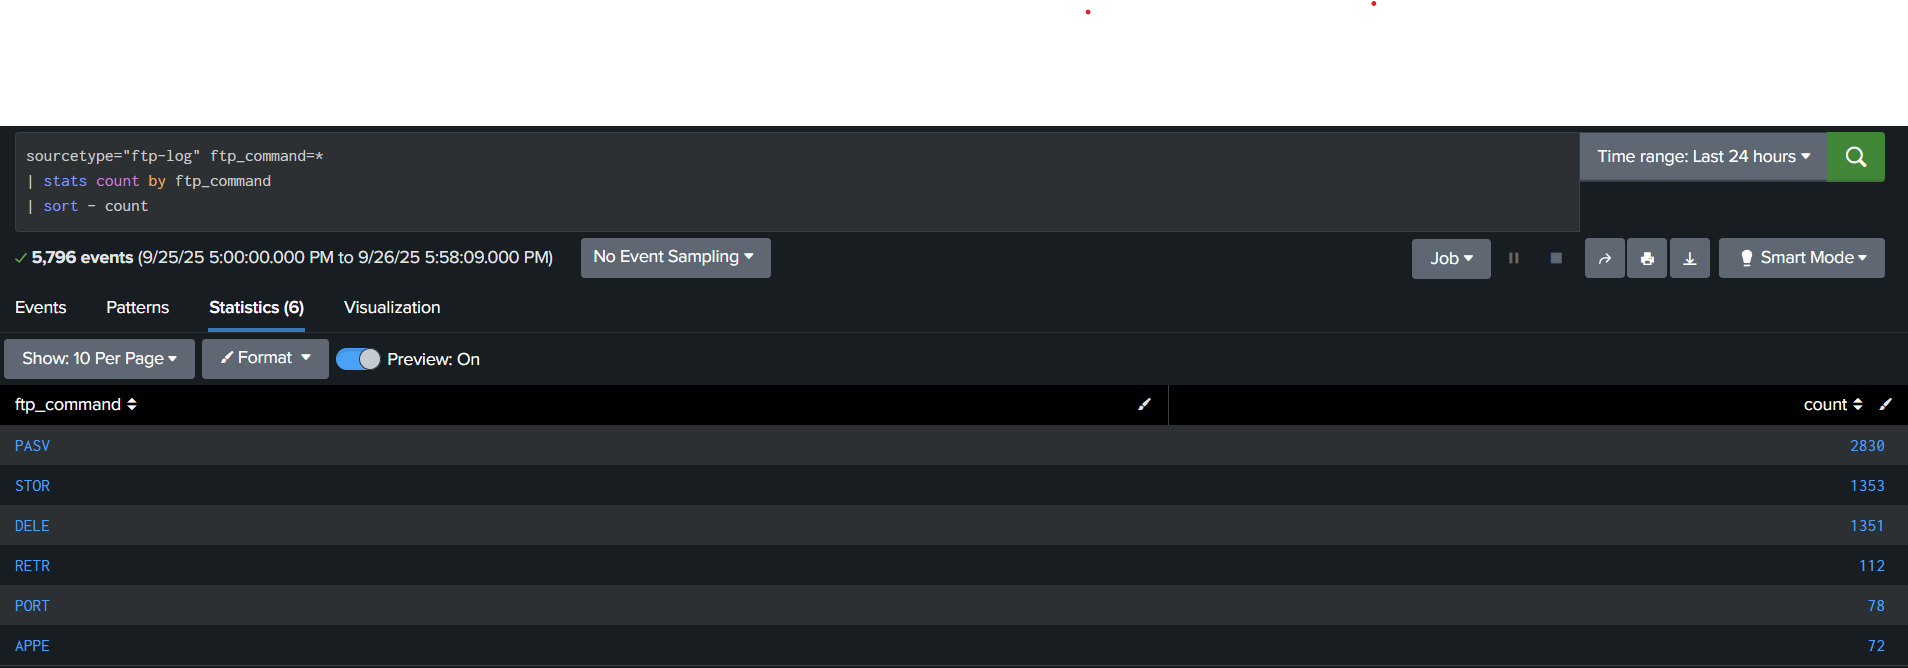 sourcetype="ftp-log" ftp_command=*
| stats count by ftp_command
| sort - count
Time range: Last 24 hours
5,796 events (9/25/25 5:00:00.000 PM to 9/26/25 5:58:09.000 PM)
No Event Sampling
Job
Smart Mode
Events
Patterns
Statistics (6)
Visualization
Show: 10 Per Page
Format
Preview: On
ftp_command count
PASV 2830
STOR 1353
DELE 1351
RETR 112
PORT 78
APPE 72